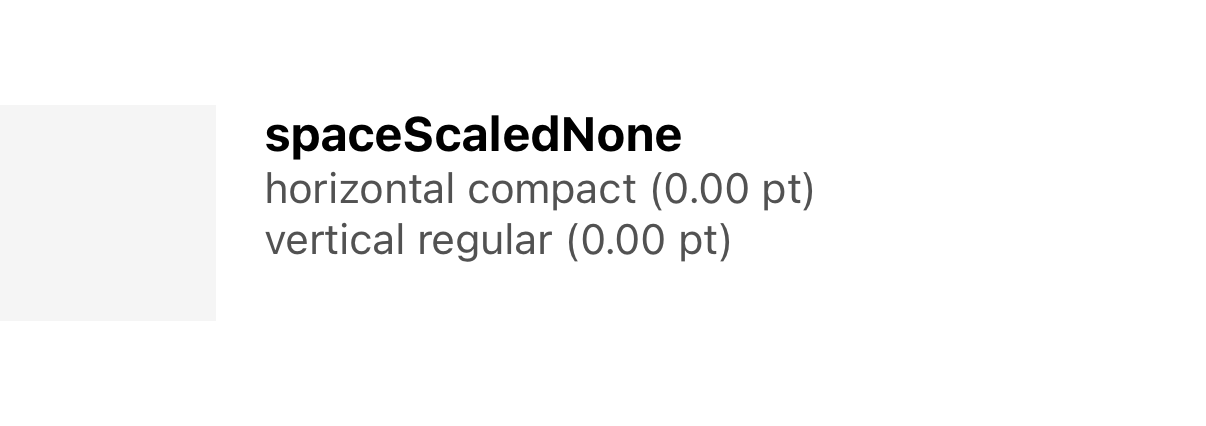 spaceScaledNone
horizontal compact (0.00 pt)
vertical regular (0.00 pt)